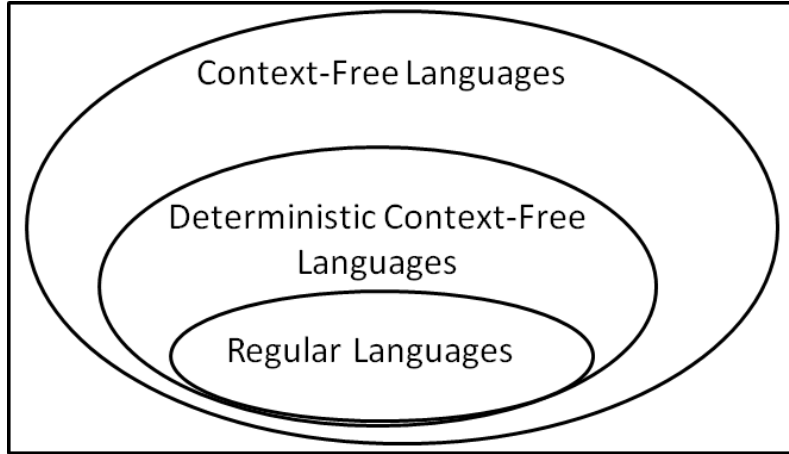 Context-Free Languages
Deterministic Context-Free
Languages
Regular Languages